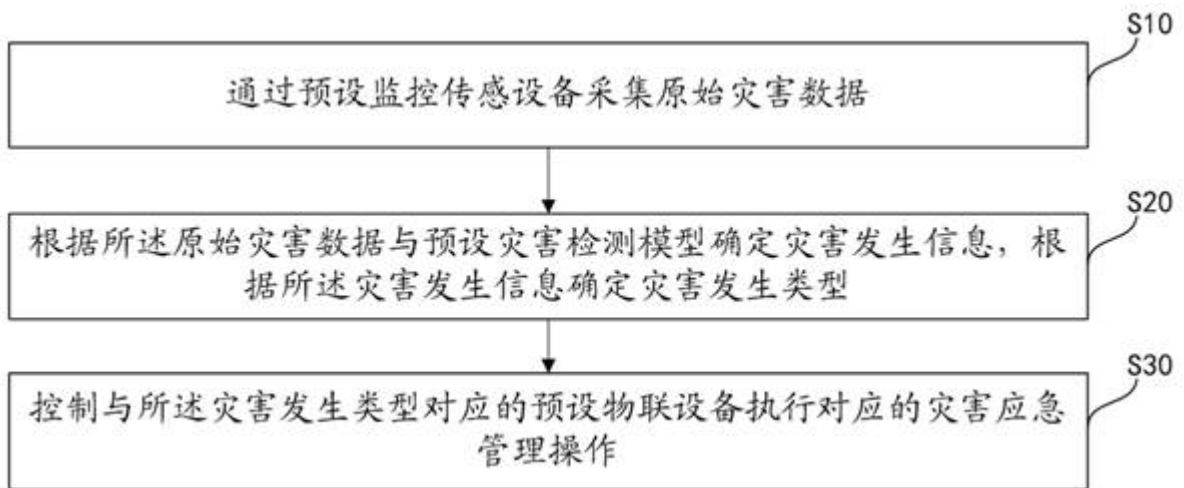 S10
通过预设监控传感设备采集原始灾害数据
S20
根据所述原始灾害数据与预设灾害检测模型确定灾害发生信息，根
据所述灾害发生信息确定灾害发生类型
S30
控制与所述灾害发生类型对应的预设物联设备执行对应的灾害应急
管理操作